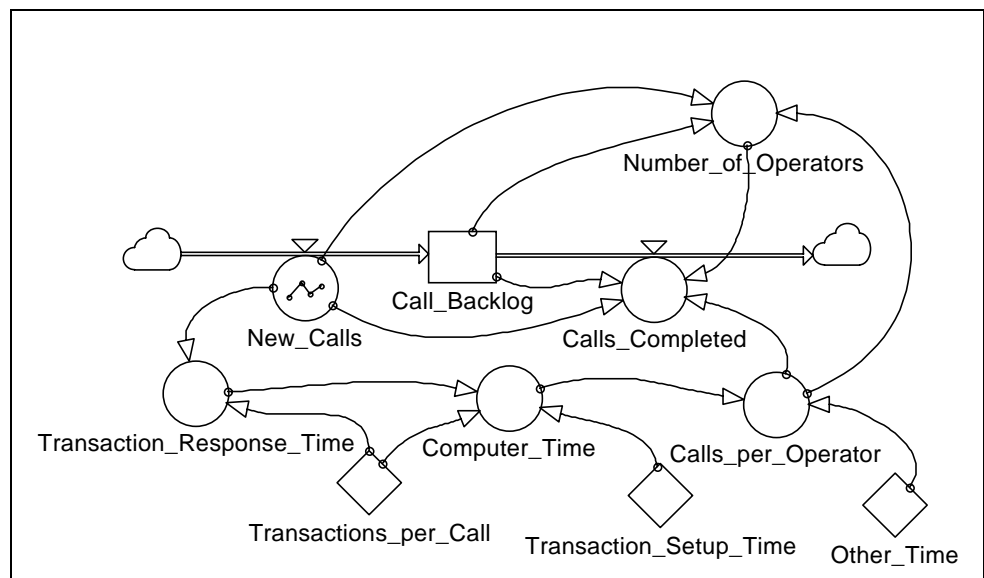 Number_of_Operators
Call_Backlog
New_Calls
Calls_Completed
Transaction_Response_Time
Computer_Time
Calls_per_Operator
Transactions_per_Call
Transaction_Setup_Time
Other_Time